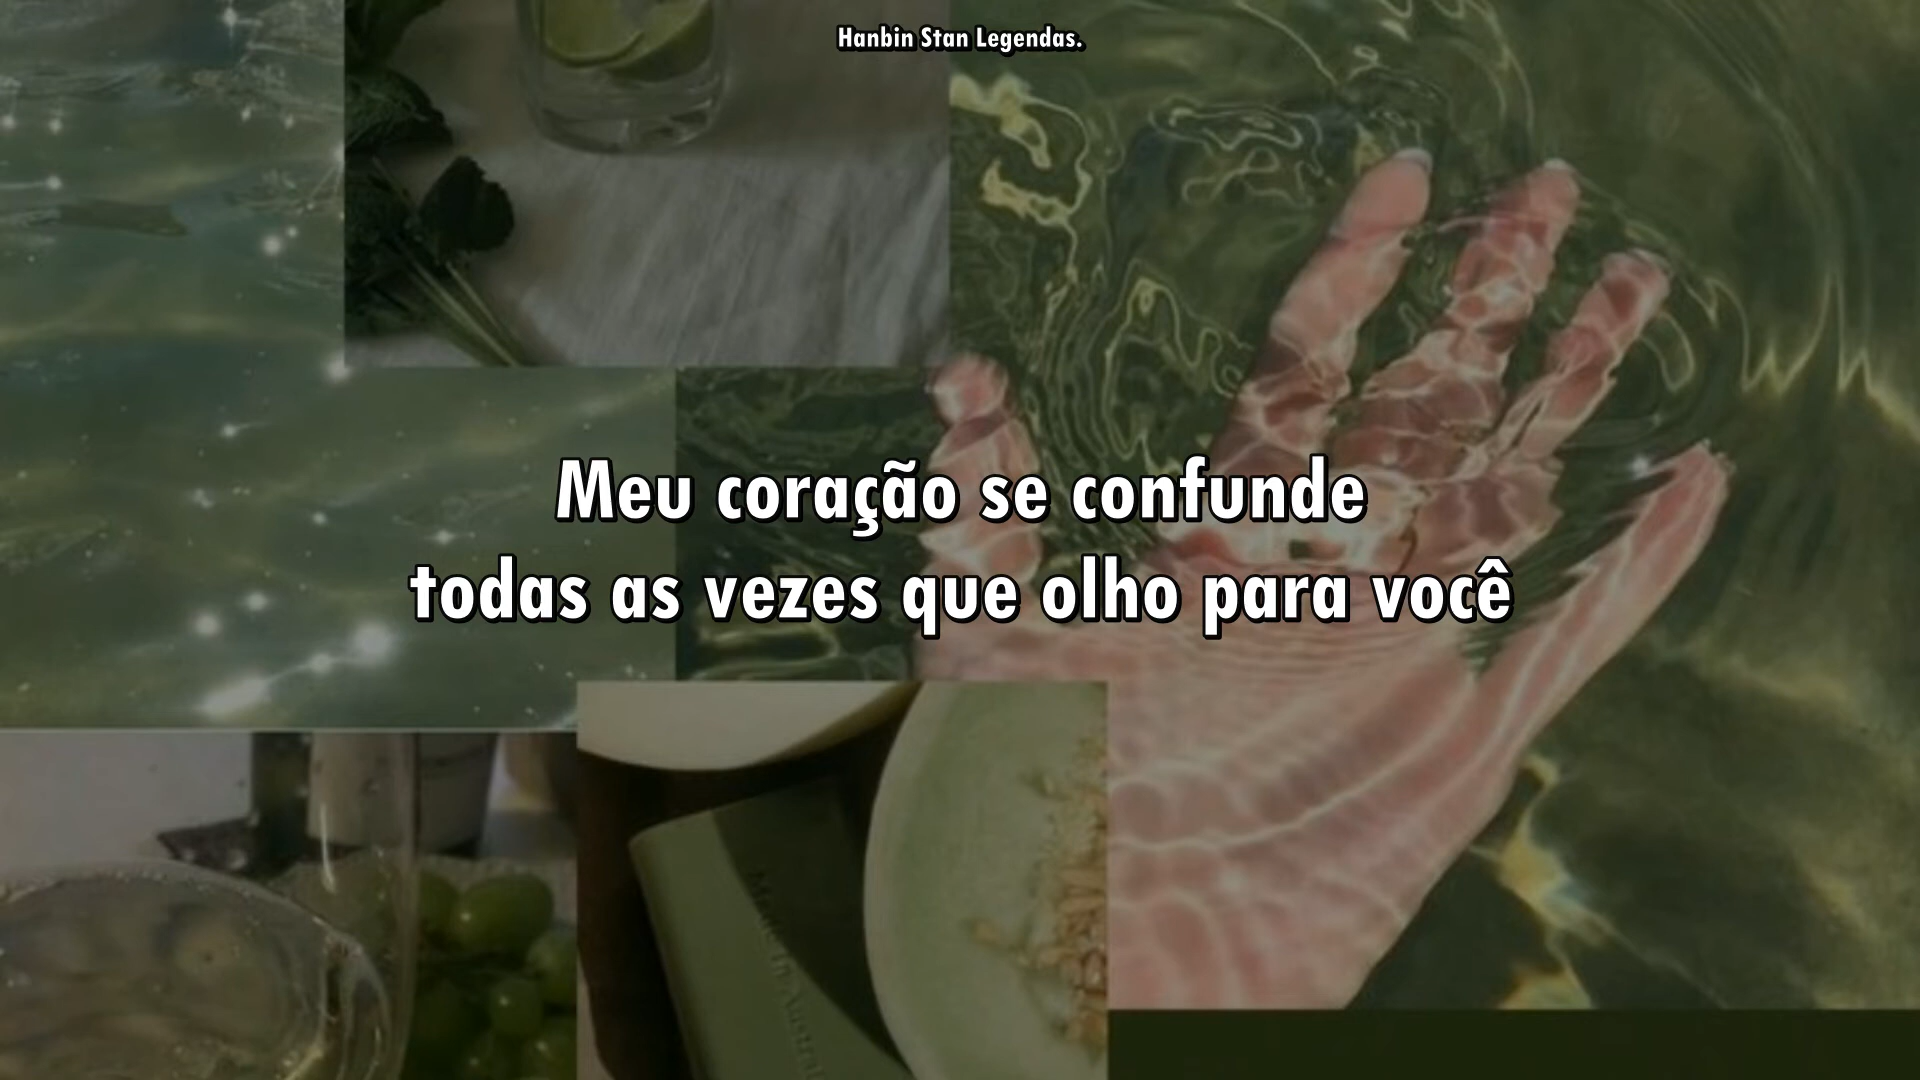 Hanbin Stan Legendas.
Meu coração se confunde
todas as vezes que olho para você